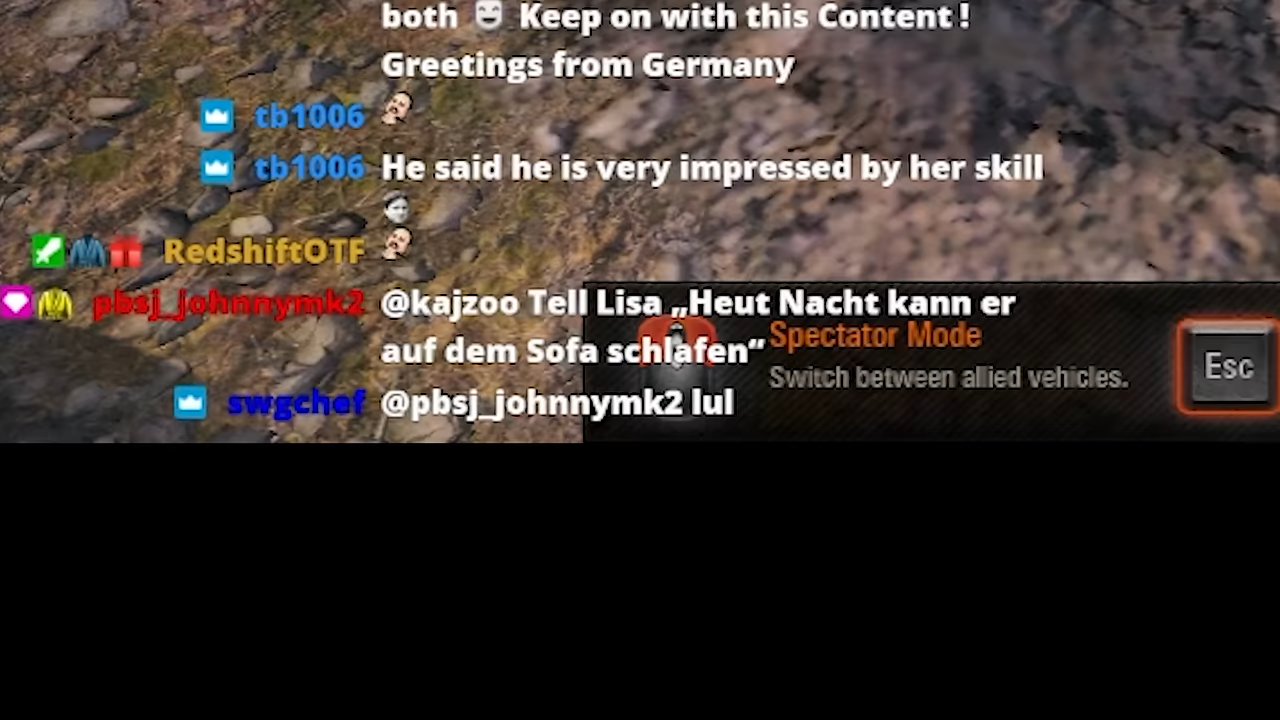 both Keep on with this Content !
Greetings from Germany
tb1006
tb1006 He said he is very impressed by her skill
RedshiftOTF
pbsj_johnnymk2 @kajzoo Tell Lisa „Heut Nacht kann er
auf dem Sofa schlafen“
swgchef @pbsj_johnnymk2 lul
Spectator Mode
Switch between allied vehicles.
Esc